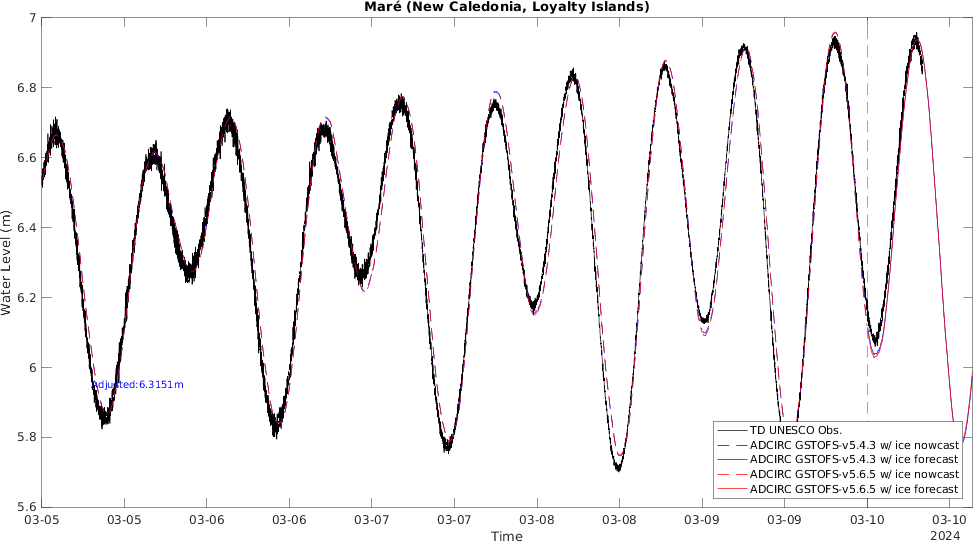 Maré (New Caledonia, Loyalty Islands)
7
6.8
6.6
6.4
6.2
6
5.8
5.6
Water Level (m)
Adjusted:6.3151m
TD UNESCO Obs.
ADCIRC GSTOFS-v5.4.3 w/ ice nowcast
ADCIRC GSTOFS-v5.4.3 w/ ice forecast
ADCIRC GSTOFS-v5.6.5 w/ ice nowcast
ADCIRC GSTOFS-v5.6.5 w/ ice forecast
03-05 03-05 03-06 03-06 03-07 03-07 03-08 03-08 03-09 03-09 03-10 03-10
Time
2024